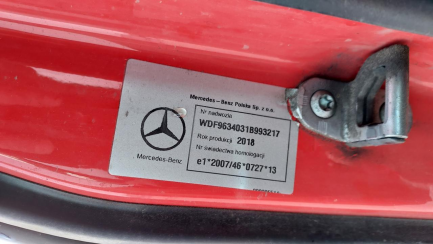 Mercedes-Benz Polska Sp. z o.o.
Nr nadwozia
WDF96340310993217
Rok produkcji 2018
Nr świadectwa homologacji
e1*2007/46*0727*13
Mercedes-Benz